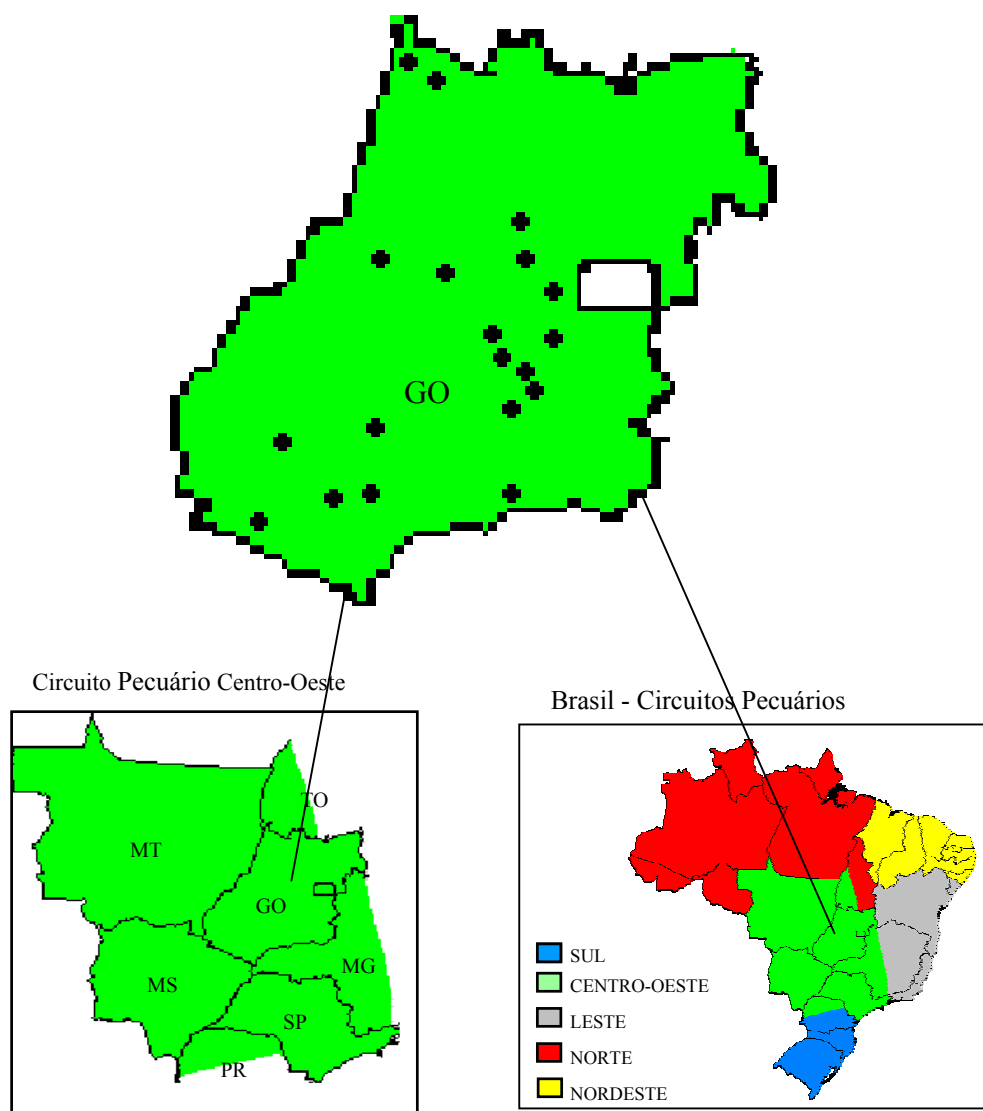 GO
Circuito Pecuário Centro-Oeste
Brasil - Circuitos Pecuários
TO
MT
GO
MG
MS
SP
PR
SUL
CENTRO-OESTE
LESTE
NORTE
NORDESTE